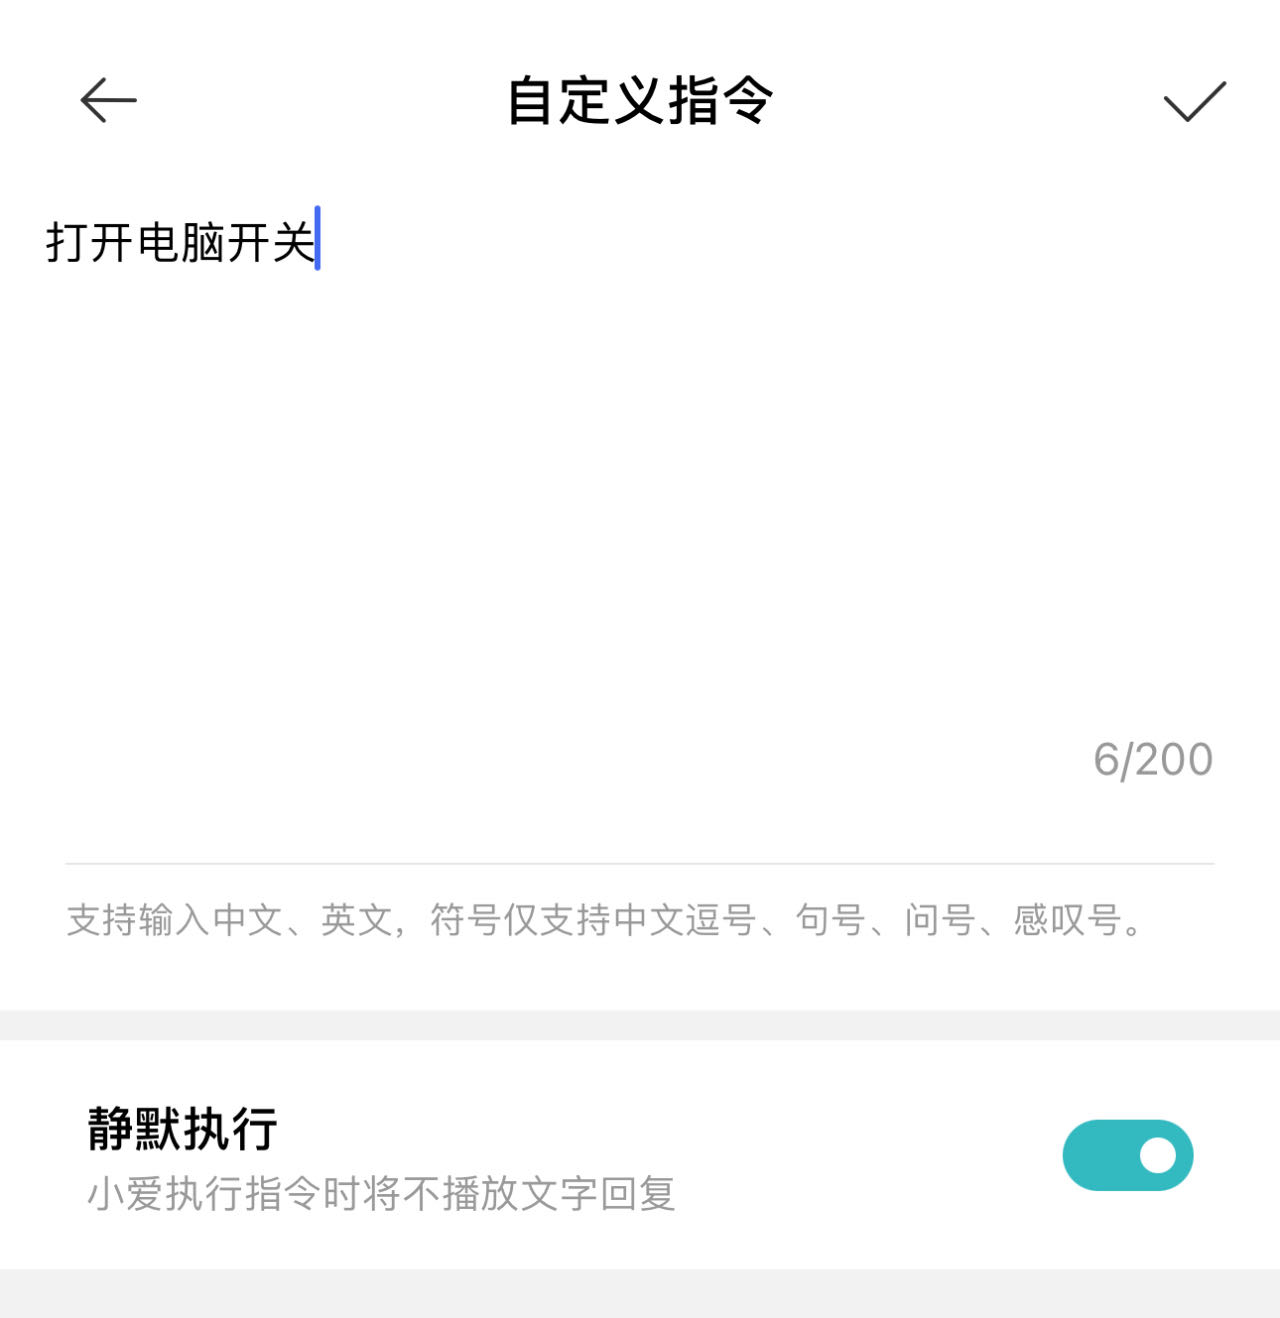 自定义指令
打开电脑开关
6/200
支持输入中文、英文，符号仅支持中文逗号、句号、问号、感叹号。
静默执行
小爱执行指令时将不播放文字回复